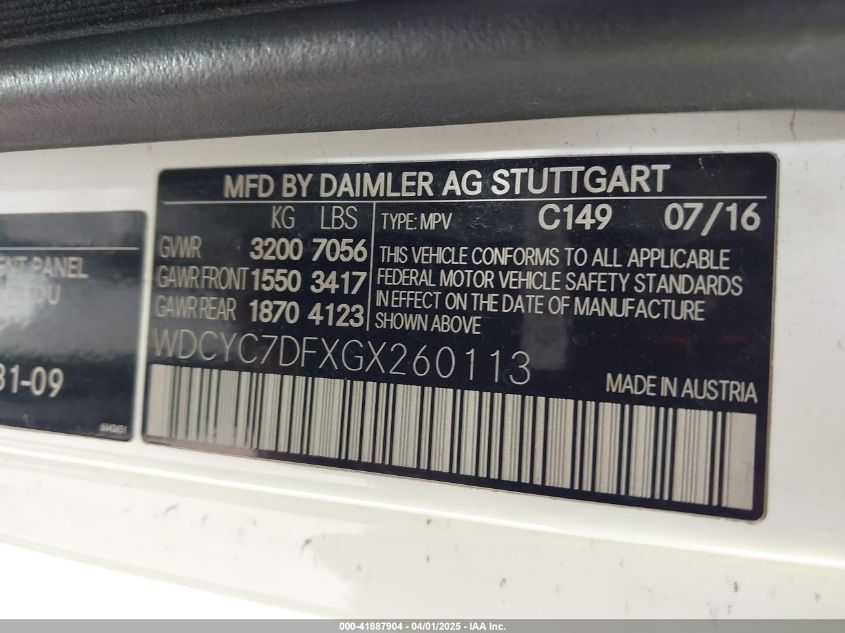 MFD BY DAIMLER AG STUTTGART
KG LBS
GVWR 3200 7056
GAWR FRONT 1550 3417
GAWR REAR 1870 4123
TYPE: MPV C149 07/16
THIS VEHICLE CONFORMS TO ALL APPLICABLE
FEDERAL MOTOR VEHICLE SAFETY STANDARDS
IN EFFECT ON THE DATE OF MANUFACTURE
SHOWN ABOVE
WDCYC7DFXGX260113
MADE IN AUSTRIA
PANEL
31-09
000-41887904 / 04/01/2025 - IAA Inc.